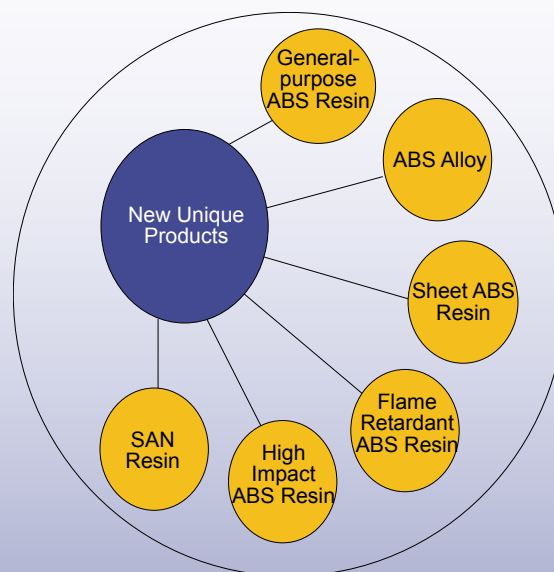 General-
purpose
ABS Resin
ABS Alloy
New Unique
Products
Sheet ABS
Resin
Flame
Retardant
ABS Resin
SAN
Resin
High
Impact
ABS Resin